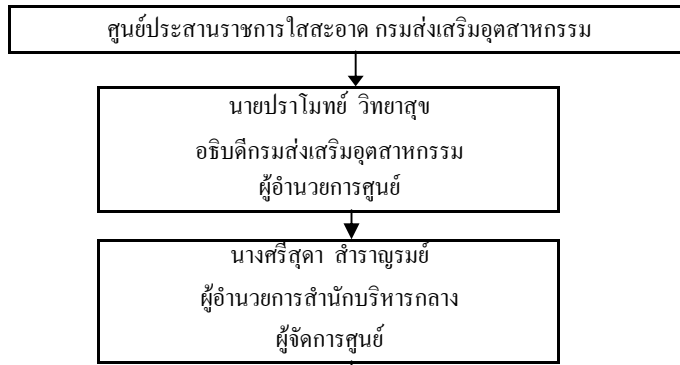 ศูนย์ประสานราชการใสสะอาด กรมส่งเสริมอุตสาหกรรม
นายปราโมทย์ วิทยาสุข
อธิบดีกรมส่งเสริมอุตสาหกรรม
ผู้อำนวยการศูนย์
นางศรีสุดา สำราญรมย์
ผู้อำนวยการสำนักบริหารกลาง
ผู้จัดการศูนย์